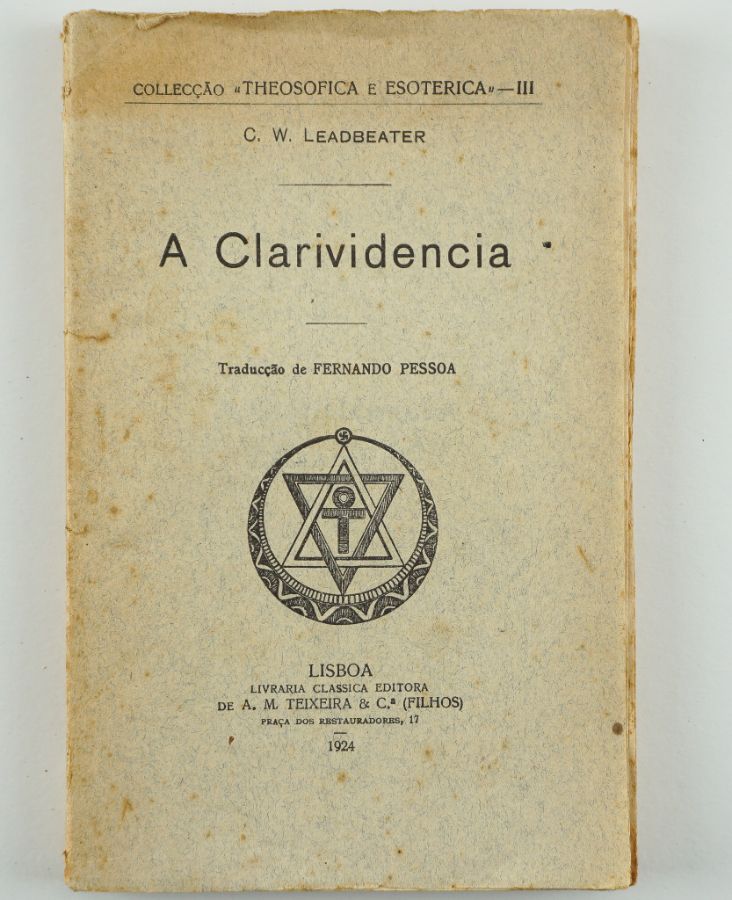 COLLECÇÃO «THEOSOFICA E ESOTERICA»—III
C. W. LEADBEATER
A Clarividencia
Traducção de FERNANDO PESSOA
LISBOA
LIVRARIA CLASSICA EDITORA
DE A. M. TEIXEIRA & C.ª (FILHOS)
PRAÇA DOS RESTAURADORES, 17
1924